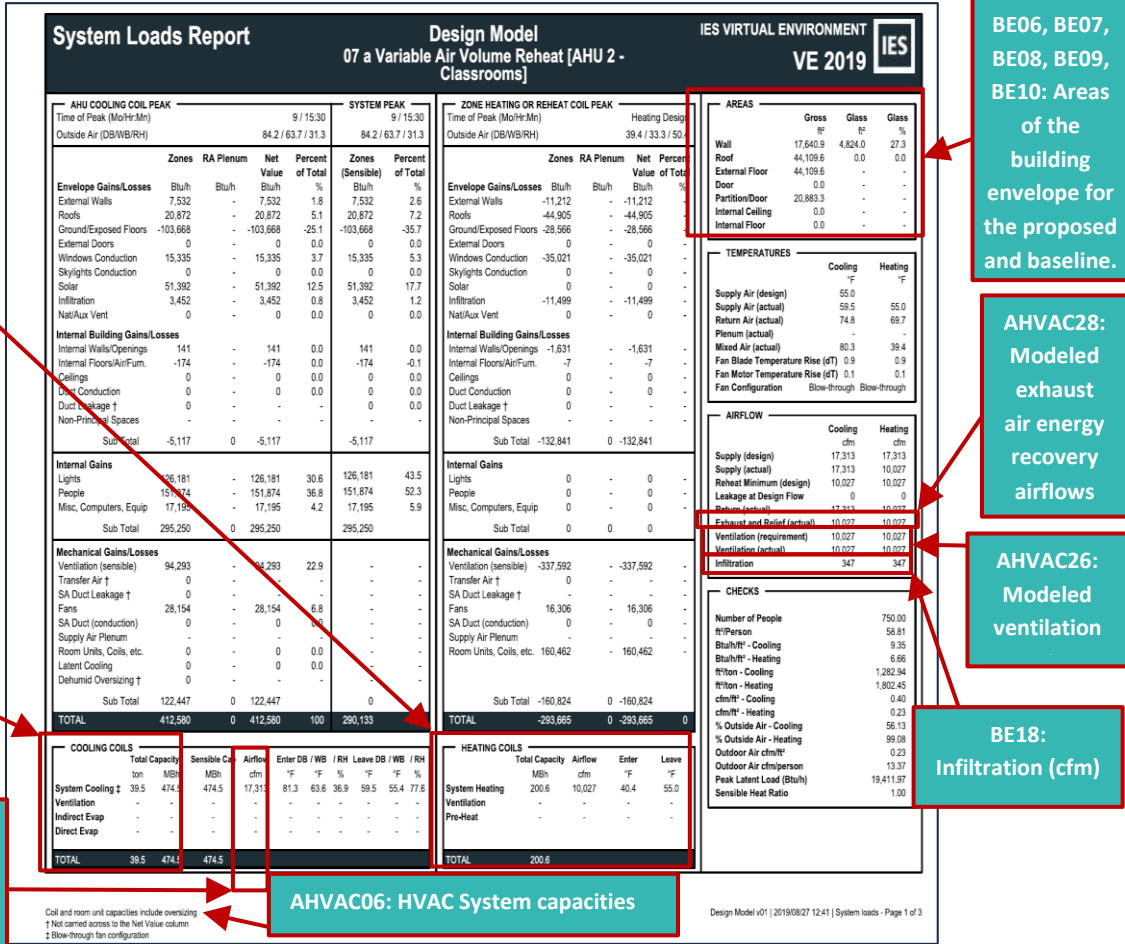 System Loads Report
Design Model
07 a Variable Air Volume Reheat [AHU 2 -
Classrooms]
IES VIRTUAL ENVIRONMENT
VE 2019
IES
AHU COOLING COIL PEAK SYSTEM PEAK
Time of Peak (Mo/Hr:Mn) 9 / 15:30 9 / 15:30
Outside Air (DB/WB/RH) 84.2 / 63.7 / 31.3 84.2 / 63.7 / 31.3
Zones RA Plenum Net Percent Zones Percent
Value of Total (Sensible) of Total
Envelope Gains/Losses Btu/h Btu/h Btu/h % Btu/h %
External Walls 7,532 - 7,532 1.8 7,532 2.6
Roofs 20,872 - 20,872 5.1 20,872 7.2
Ground/Exposed Floors -103,668 - -103,668 -25.1 -103,668 -35.7
External Doors 0 - 0 0.0 0 0.0
Windows Conduction 15,335 - 15,335 3.7 15,335 5.3
Skylights Conduction 0 - 0 0.0 0 0.0
Solar 51,392 - 51,392 12.5 51,392 17.7
Infiltration 3,452 - 3,452 0.8 3,452 1.2
Nat/Aux Vent 0 - 0 0.0 0 0.0
Internal Building Gains/Losses
Internal Walls/Openings 141 - 141 0.0 141 0.0
Internal Floors/Air/Furn. -174 - -174 0.0 -174 -0.1
Ceilings 0 - 0 0.0 0 0.0
Duct Conduction 0 - 0 0.0 0 0.0
Duct Leakage † 0 - - - 0 0.0
Non-Principal Spaces - - - - - -
Sub Total -5,117 0 -5,117 -5,117
Internal Gains
Lights 126,181 - 126,181 30.6 126,181 43.5
People 151,874 - 151,874 36.8 151,874 52.3
Misc, Computers, Equip 17,195 - 17,195 4.2 17,195 5.9
Sub Total 295,250 0 295,250 295,250
Mechanical Gains/Losses
Ventilation (sensible) 94,293 - 94,293 22.9 - -
Transfer Air † 0 - - - - -
SA Duct Leakage † 0 - - - - -
Fans 28,154 - 28,154 6.8 - -
SA Duct (conduction) 0 - 0 0.0 - -
Supply Air Plenum - - - - - -
Room Units, Coils, etc. 0 - 0 0.0 - -
Latent Cooling 0 - 0 0.0 - -
Dehumid Oversizing † 0 - - - - -
Sub Total 122,447 0 122,447 0
TOTAL 412,580 0 412,580 100 290,133
COOLING COILS
Total Capacity Sensible Cap Airflow Enter DB / WB / RH Leave DB / WB / RH
ton MBh MBh cfm °F °F % °F °F %
System Cooling ‡ 39.5 474.5 474.5 17,313 81.3 63.6 36.9 59.5 55.4 77.6
Ventilation - - - - - - - - - -
Indirect Evap - - - - - - - - - -
Direct Evap - - - - - - - - - -
TOTAL 39.5 474.5 474.5
ZONE HEATING OR REHEAT COIL PEAK
Time of Peak (Mo/Hr:Mn) Heating Design
Outside Air (DB/WB/RH) 39.4 / 33.3 / 50.4
Zones RA Plenum Net Percent
Value of Total
Envelope Gains/Losses Btu/h Btu/h Btu/h %
External Walls -11,212 - -11,212 -
Roofs -44,905 - -44,905 -
Ground/Exposed Floors -28,566 - -28,566 -
External Doors 0 - 0 -
Windows Conduction -35,021 - -35,021 -
Skylights Conduction 0 - 0 -
Solar 0 - 0 -
Infiltration -11,499 - -11,499 -
Nat/Aux Vent 0 - 0 -
Internal Building Gains/Losses
Internal Walls/Openings -1,631 - -1,631 -
Internal Floors/Air/Furn. -7 - -7 -
Ceilings 0 - 0 -
Duct Conduction 0 - 0 -
Duct Leakage † 0 - - -
Non-Principal Spaces - - - -
Sub Total -132,841 0 -132,841
Internal Gains
Lights 0 - 0 -
People 0 - 0 -
Misc, Computers, Equip 0 - 0 -
Sub Total 0 0 0
Mechanical Gains/Losses
Ventilation (sensible) -337,592 - -337,592 -
Transfer Air † 0 - - -
SA Duct Leakage † - - - -
Fans 16,306 - 16,306 -
SA Duct (conduction) 0 - 0 -
Supply Air Plenum - - - -
Room Units, Coils, etc. 160,462 - 160,462 -
Sub Total -160,824 0 -160,824
TOTAL -293,665 0 -293,665 0
HEATING COILS
Total Capacity Airflow Enter Leave
MBh cfm °F °F
System Heating 200.6 10,027 40.4 55.0
Ventilation - - - -
Pre-Heat - - - -
TOTAL 200.6
AREAS
Gross Glass Glass
ft² ft² %
Wall 17,640.9 4,824.0 27.3
Roof 44,109.6 0.0 0.0
External Floor 44,109.6 - -
Door 0.0 - -
Partition/Door 20,883.3 - -
Internal Ceiling 0.0 - -
Internal Floor 0.0 - -
TEMPERATURES
Cooling Heating
°F °F
Supply Air (design) 55.0
Supply Air (actual) 59.5 55.0
Return Air (actual) 74.8 69.7
Plenum (actual) - -
Mixed Air (actual) 80.3 39.4
Fan Blade Temperature Rise (dT) 0.9 0.9
Fan Motor Temperature Rise (dT) 0.1 0.1
Fan Configuration Blow-through Blow-through
AIRFLOW
Cooling Heating
cfm cfm
Supply (design) 17,313 17,313
Supply (actual) 17,313 10,027
Reheat Minimum (design) 10,027 10,027
Leakage at Design Flow 0 0
Return (actual) 17,313 10,027
Exhaust and Relief (actual) 10,027 10,027
Ventilation (requirement) 10,027 10,027
Ventilation (actual) 10,027 10,027
Infiltration 347 347
CHECKS
Number of People 750.00
ft²/Person 58.81
Btu/h/ft² - Cooling 9.35
Btu/h/ft² - Heating 6.66
ft²/ton - Cooling 1,282.94
ft²/ton - Heating 1,802.45
cfm/ft² - Cooling 0.40
cfm/ft² - Heating 0.23
% Outside Air - Cooling 56.13
% Outside Air - Heating 99.08
Outdoor Air cfm/ft² 0.23
Outdoor Air cfm/person 13.37
Peak Latent Load (Btu/h) 19,411.97
Sensible Heat Ratio 1.00
BE06, BE07,
BE08, BE09,
BE10: Areas
of the
building
envelope for
the proposed
and baseline.
AHVAC28:
Modeled
exhaust
air energy
recovery
airflows
AHVAC26:
Modeled
ventilation
BE18:
Infiltration (cfm)
AHVAC06: HVAC System capacities
Coil and room unit capacities include oversizing
† Not carried across to the Net Value column
‡ Blow-through fan configuration
Design Model v01 | 2019/08/27 12:41 | System loads - Page 1 of 3